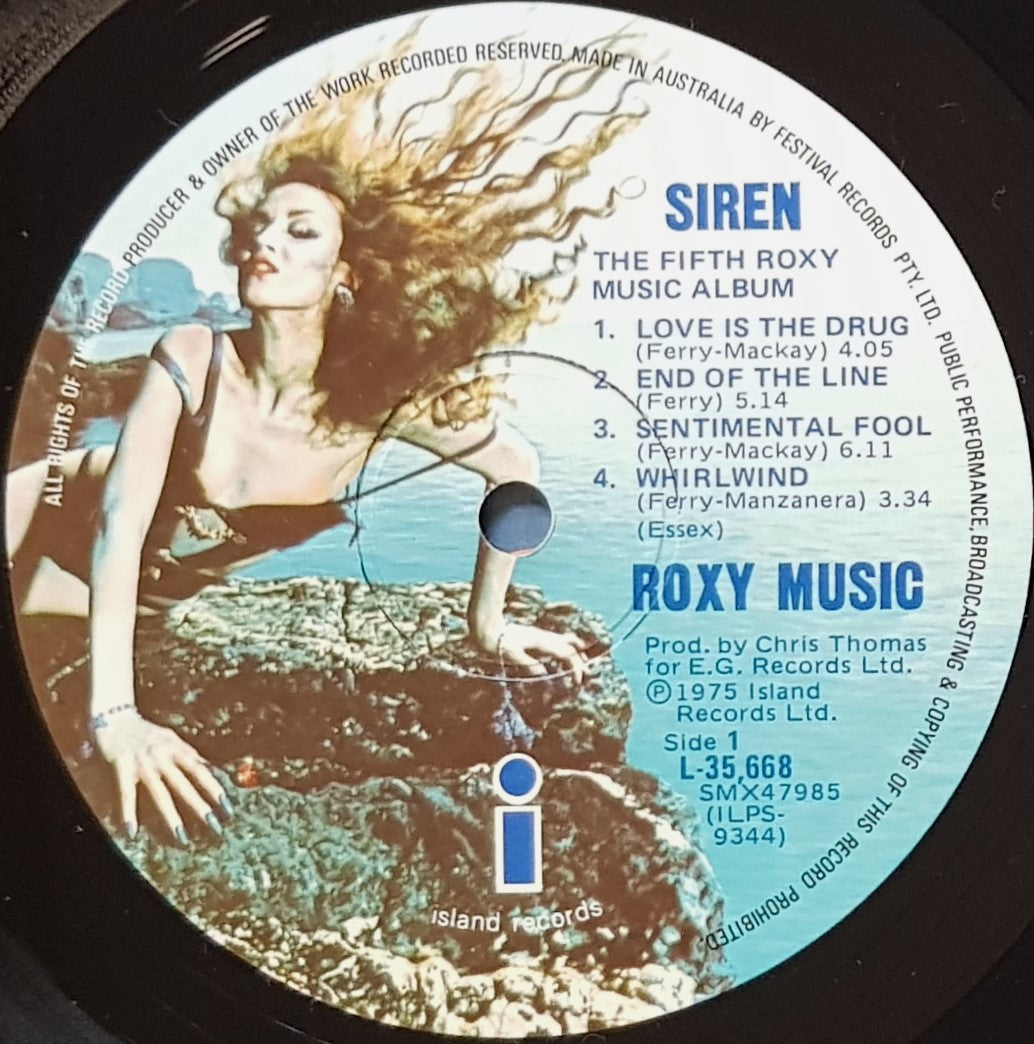 ALL RIGHTS OF THE RECORD PRODUCER & OWNER OF THE WORK RECORDED RESERVED. MADE IN AUSTRALIA BY FESTIVAL RECORDS PTY. LTD. PUBLIC PERFORMANCE, BROADCASTING & COPYING OF THIS RECORD PROHIBITED.
SIREN
THE FIFTH ROXY
MUSIC ALBUM
1. LOVE IS THE DRUG
(Ferry-Mackay) 4.05
2. END OF THE LINE
(Ferry) 5.14
3. SENTIMENTAL FOOL
(Ferry-Mackay) 6.11
4. WHIRLWIND
(Ferry-Manzanera) 3.34
(Essex)
ROXY MUSIC
Prod. by Chris Thomas
for E.G. Records Ltd.
℗1975 Island
Records Ltd.
Side 1
L-35,668
SMX47985
(ILPS-
9344)
i
island records